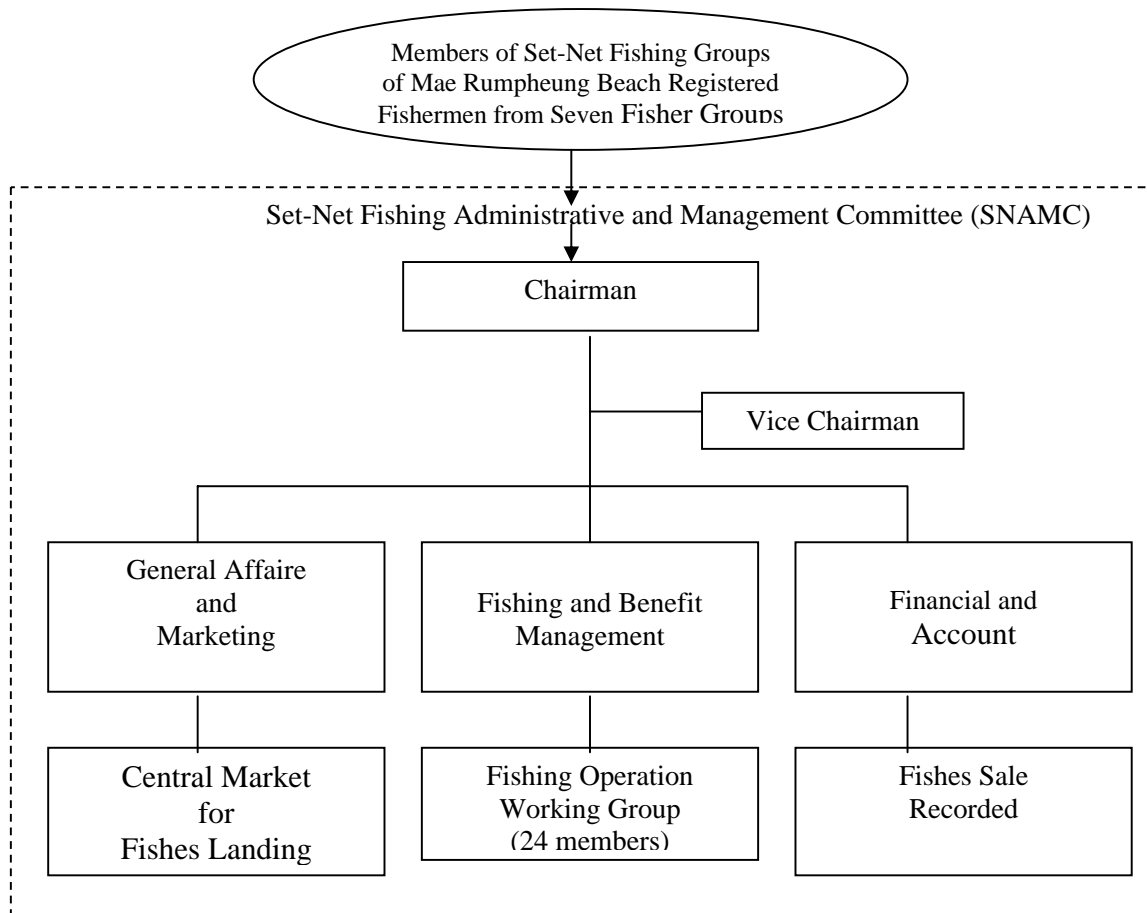 Members of Set-Net Fishing Groups
of Mae Rumpheung Beach Registered
Fishermen from Seven Fisher Groups
Set-Net Fishing Administrative and Management Committee (SNAMC)
Chairman
Vice Chairman
General Affaire
and
Marketing
Fishing and Benefit
Management
Financial and
Account
Central Market
for
Fishes Landing
Fishing Operation
Working Group
(24 members)
Fishes Sale
Recorded